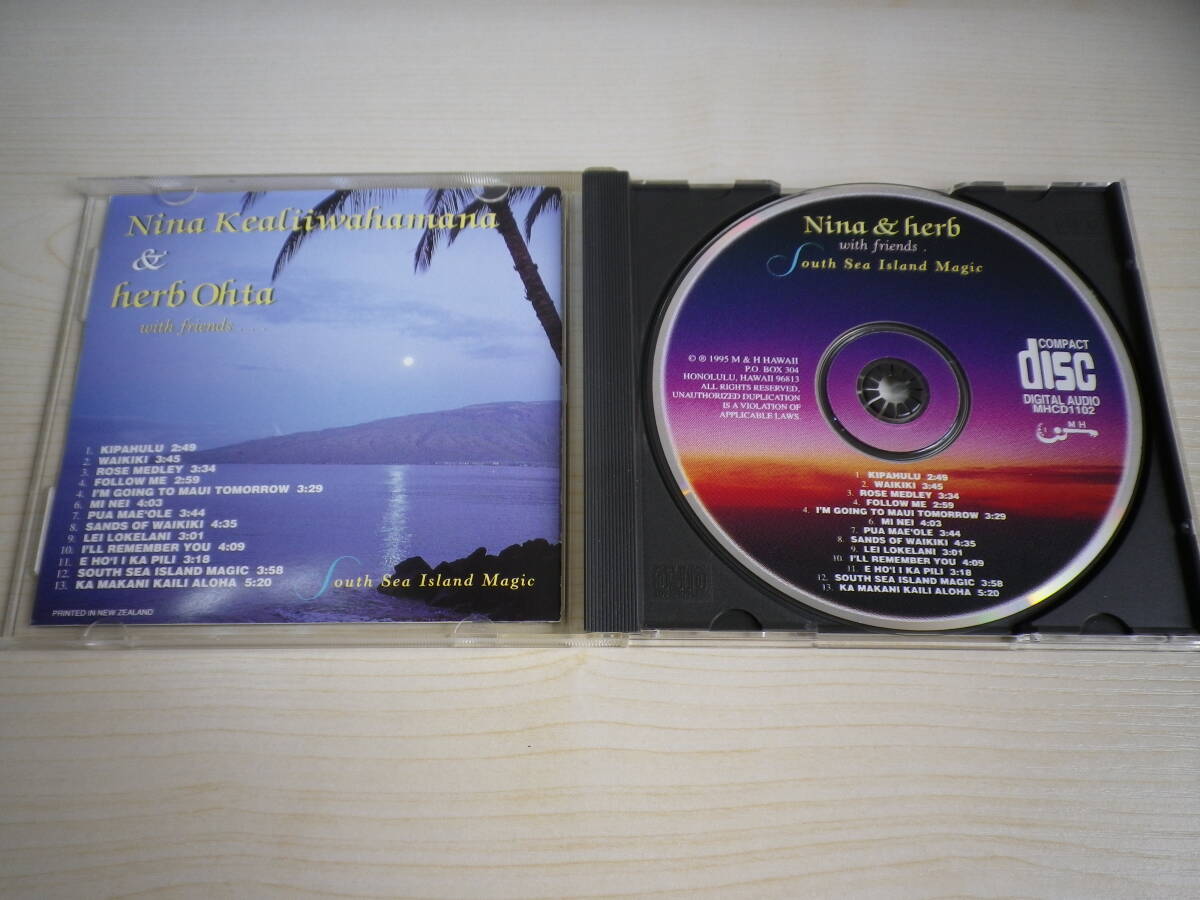 Nina Kealiiwahamana
&
herb Ohta
with friends . . .
1. KIPAHULU 2:49
2. WAIKIKI 3:45
3. ROSE MEDLEY 3:34
4. FOLLOW ME 2:59
4. I'M GOING TO MAUI TOMORROW 3:29
6. MI NEI 4:03
7. PUA MAE'OLE 3:44
8. SANDS OF WAIKIKI 4:35
9. LEI LOKELANI 3:01
10. I'LL REMEMBER YOU 4:09
11. E HO'I I KA PILI 3:18
12. SOUTH SEA ISLAND MAGIC 3:58
13. KA MAKANI KAILI ALOHA 5:20
South Sea Island Magic
PRINTED IN NEW ZEALAND
Nina & herb
with friends .
South Sea Island Magic
© ℗ 1995 M & H HAWAII
P.O. BOX 304
HONOLULU, HAWAII 96813
ALL RIGHTS RESERVED,
UNAUTHORIZED DUPLICATION
IS A VIOLATION OF
APPLICABLE LAWS.
COMPACT
disc
DIGITAL AUDIO
MHCD1102
M H
1. KIPAHULU 2:49
2. WAIKIKI 3:45
3. ROSE MEDLEY 3:34
4. FOLLOW ME 2:59
4. I'M GOING TO MAUI TOMORROW 3:29
6. MI NEI 4:03
7. PUA MAE'OLE 3:44
8. SANDS OF WAIKIKI 4:35
9. LEI LOKELANI 3:01
10. I'LL REMEMBER YOU 4:09
11. E HO'I I KA PILI 3:18
12. SOUTH SEA ISLAND MAGIC 3:58
13. KA MAKANI KAILI ALOHA 5:20